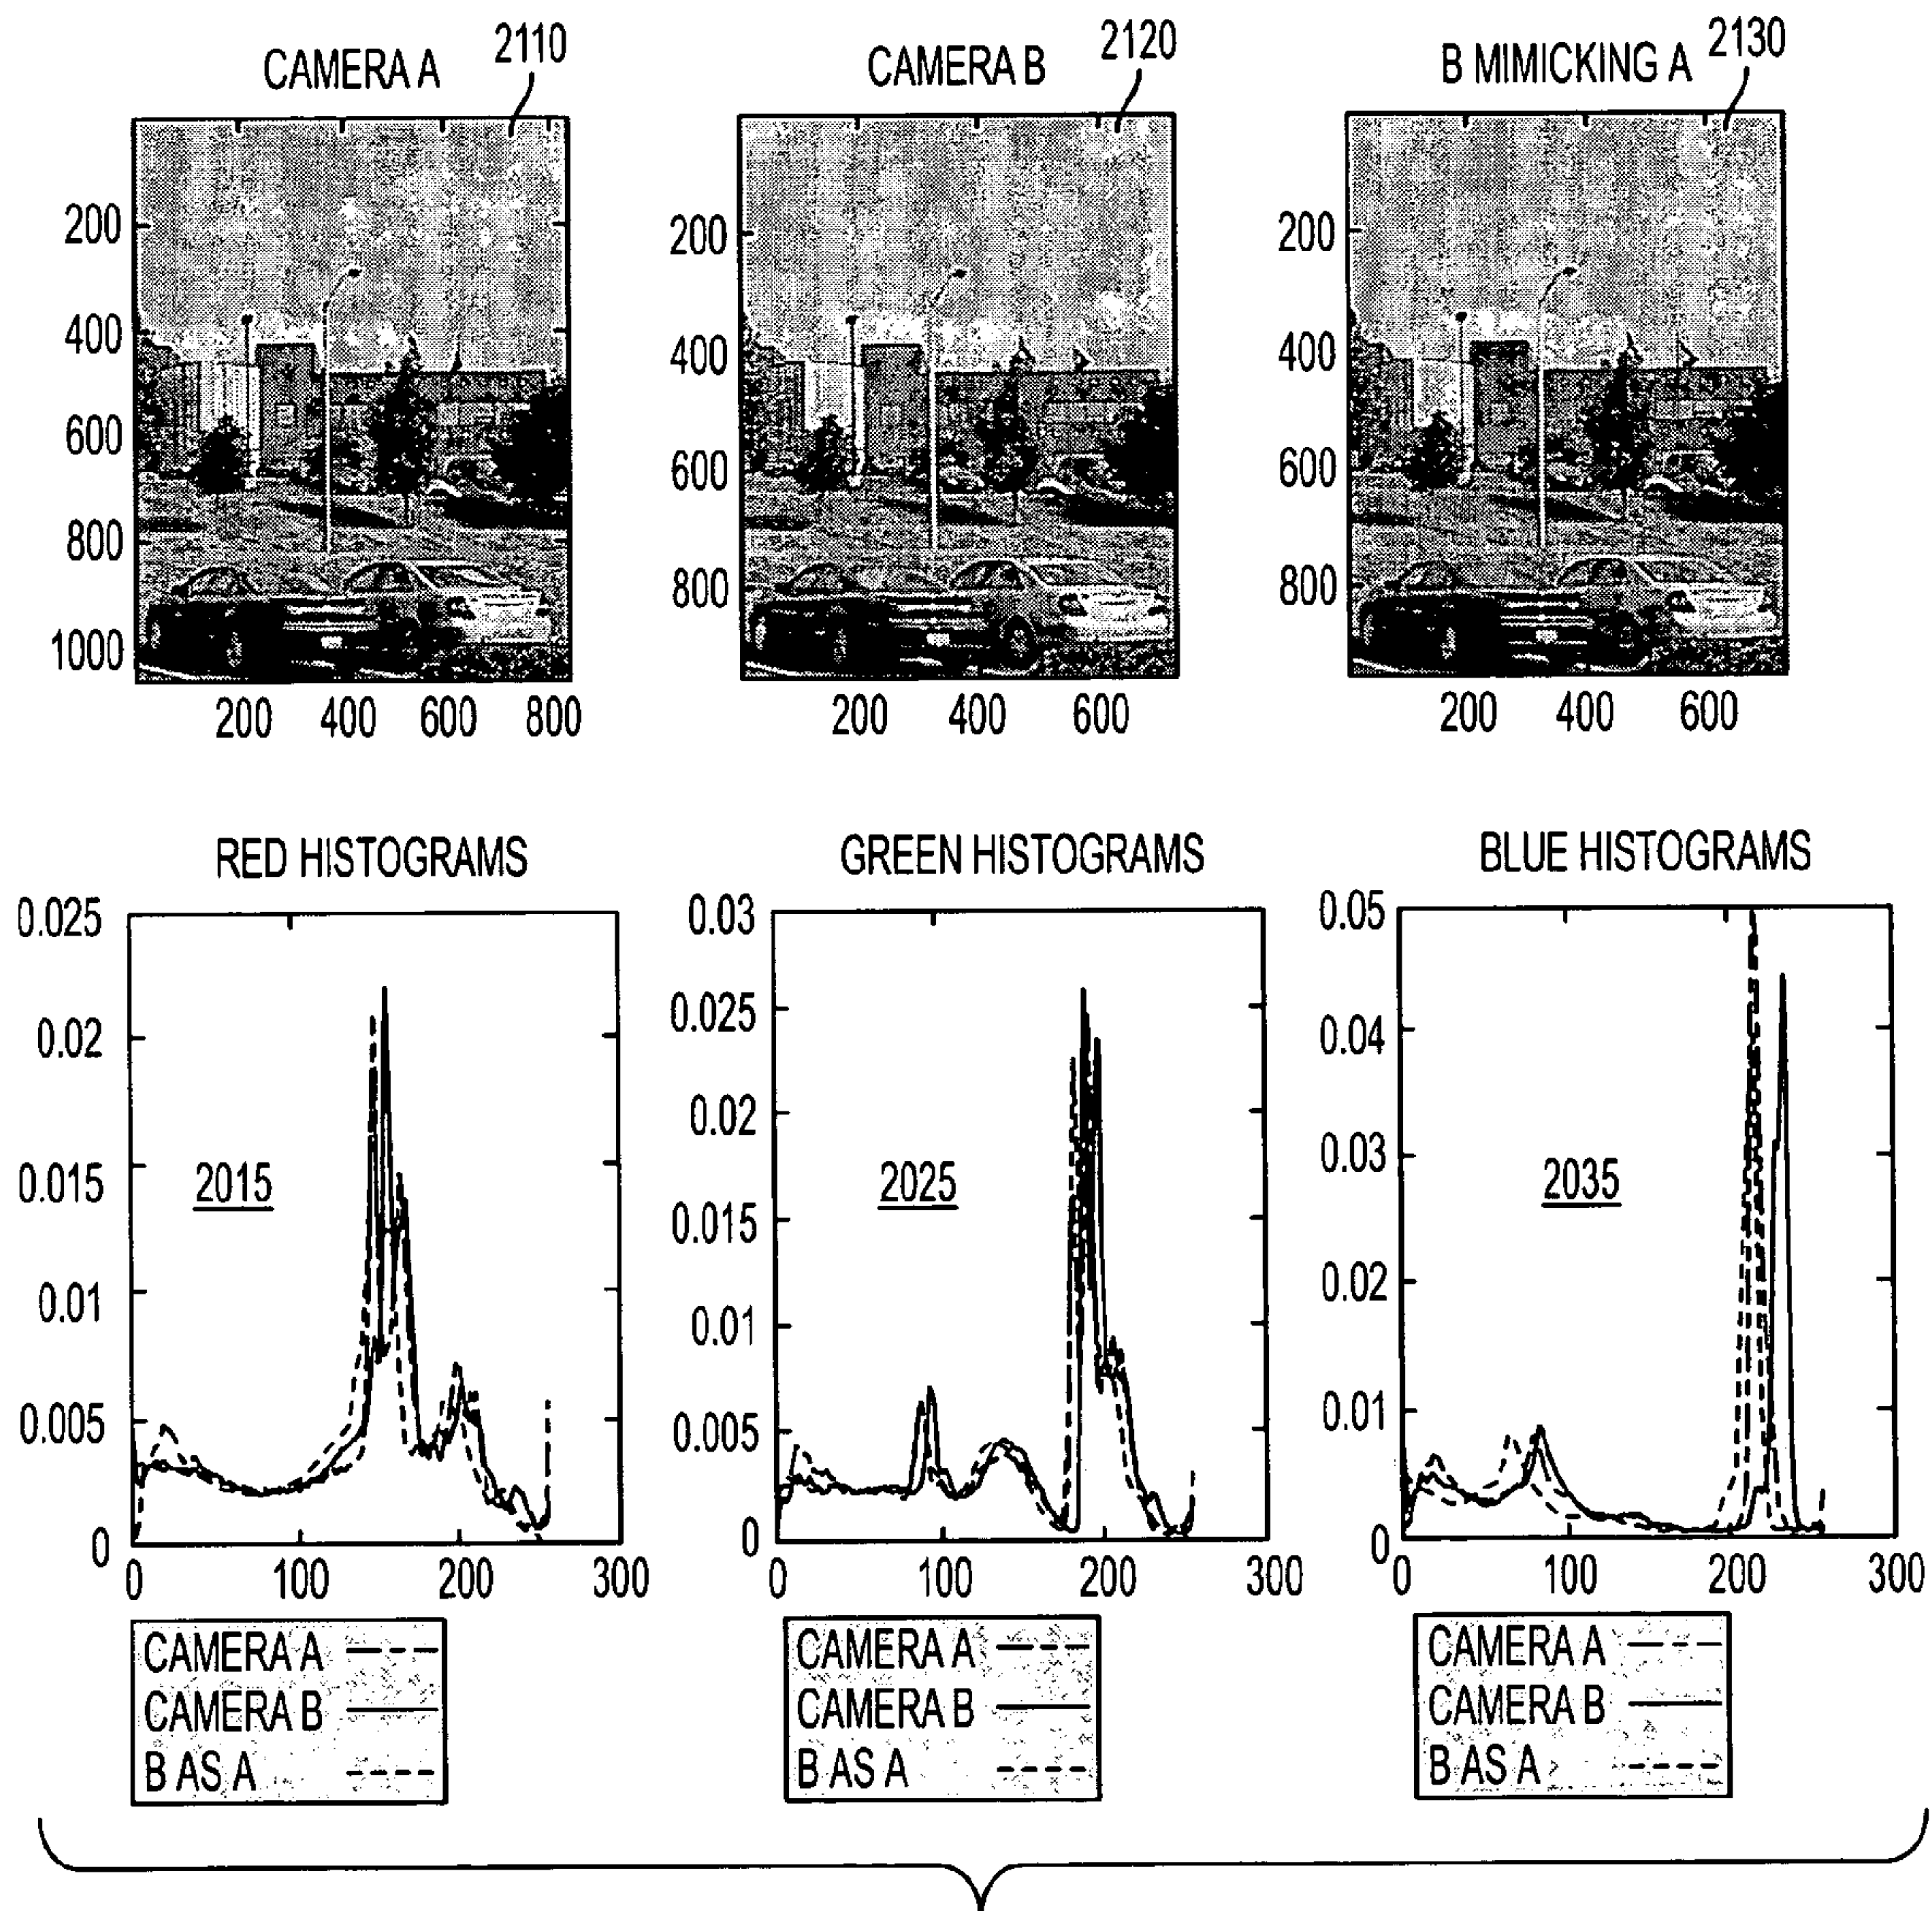 CAMERA A 2110
CAMERA B 2120
B MIMICKING A 2130
200
400
600
800
1000
200 400 600 800
200
400
600
800
200 400 600
200
400
600
800
200 400 600
RED HISTOGRAMS
0.025
0.02
0.015
0.01
0.005
0
2015
0 100 200 300
CAMERA A
CAMERA B
B AS A
GREEN HISTOGRAMS
0.03
0.025
0.02
0.015
0.01
0.005
0
2025
0 100 200 300
CAMERA A
CAMERA B
B AS A
BLUE HISTOGRAMS
0.05
0.04
0.03
0.02
0.01
0
2035
0 100 200 300
CAMERA A
CAMERA B
B AS A